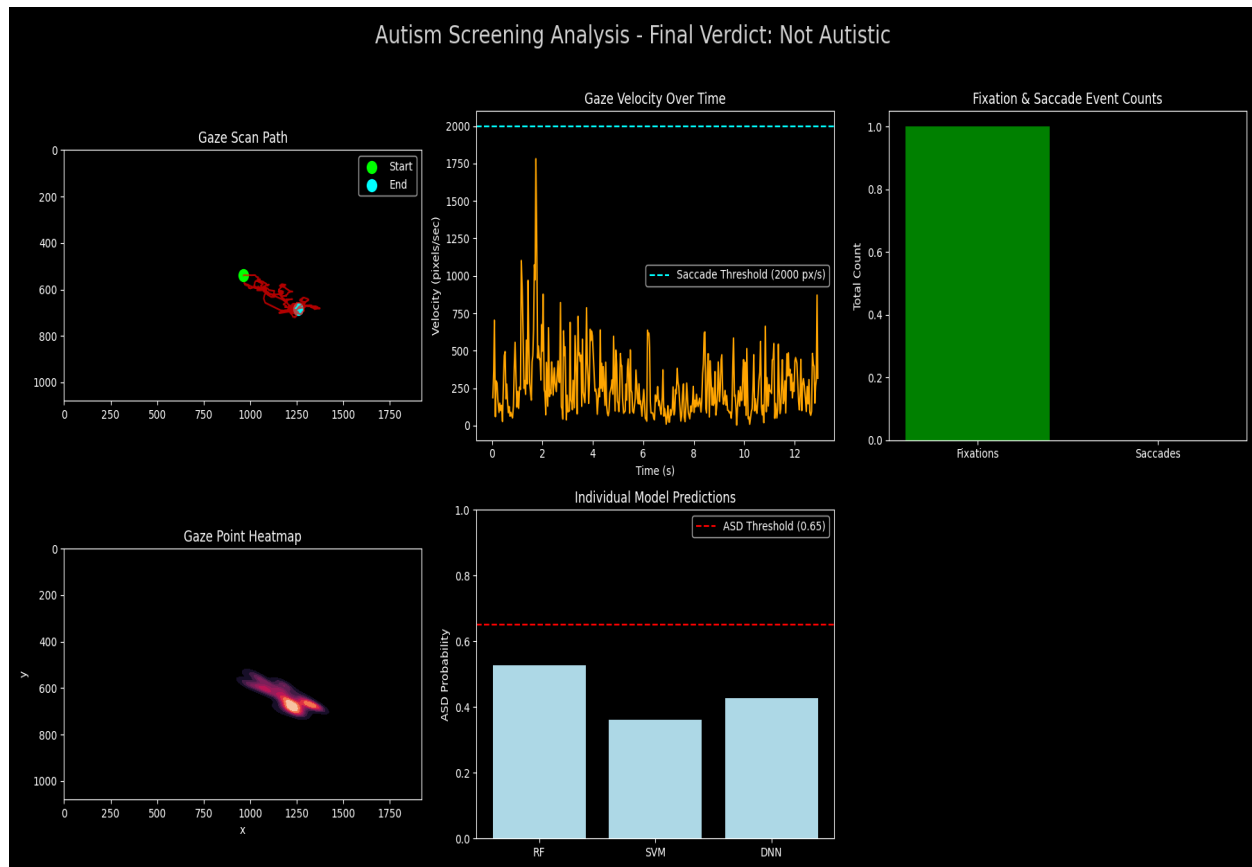 Autism Screening Analysis - Final Verdict: Not Autistic
Gaze Scan Path
Start
End
0
200
400
600
800
1000
0 250 500 750 1000 1250 1500 1750
Gaze Velocity Over Time
Velocity (pixels/sec)
2000
1750
1500
1250
1000
750
500
250
0
Saccade Threshold (2000 px/s)
0 2 4 6 8 10 12
Time (s)
Fixation & Saccade Event Counts
Total Count
1.0
0.8
0.6
0.4
0.2
0.0
Fixations Saccades
Gaze Point Heatmap
y
0
200
400
600
800
1000
0 250 500 750 1000 1250 1500 1750
x
Individual Model Predictions
ASD Probability
1.0
0.8
0.6
0.4
0.2
0.0
ASD Threshold (0.65)
RF SVM DNN